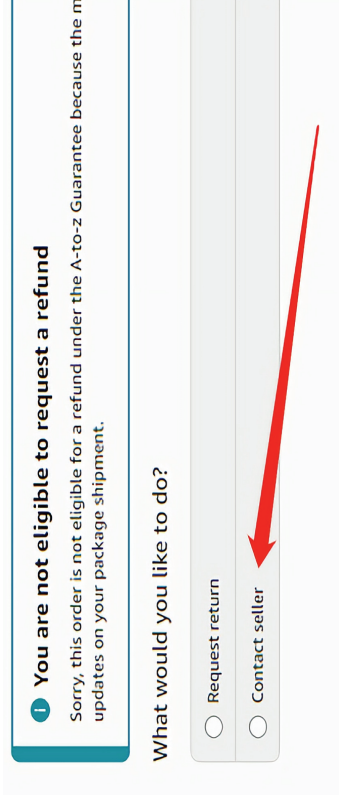 You are not eligible to request a refund
Sorry, this order is not eligible for a refund under the A-to-z Guarantee because the m
updates on your package shipment.
What would you like to do?
Request return
Contact seller